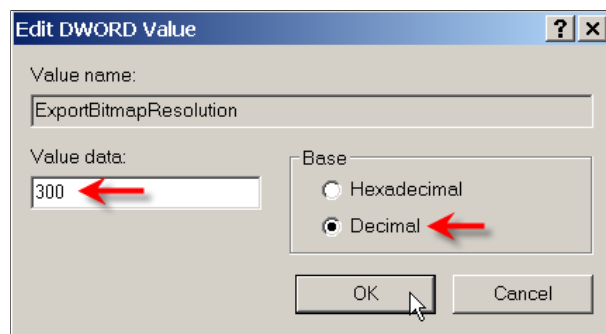 Edit DWORD Value
Value name:
ExportBitmapResolution
Value data:
300
Base
Hexadecimal
Decimal
OK
Cancel